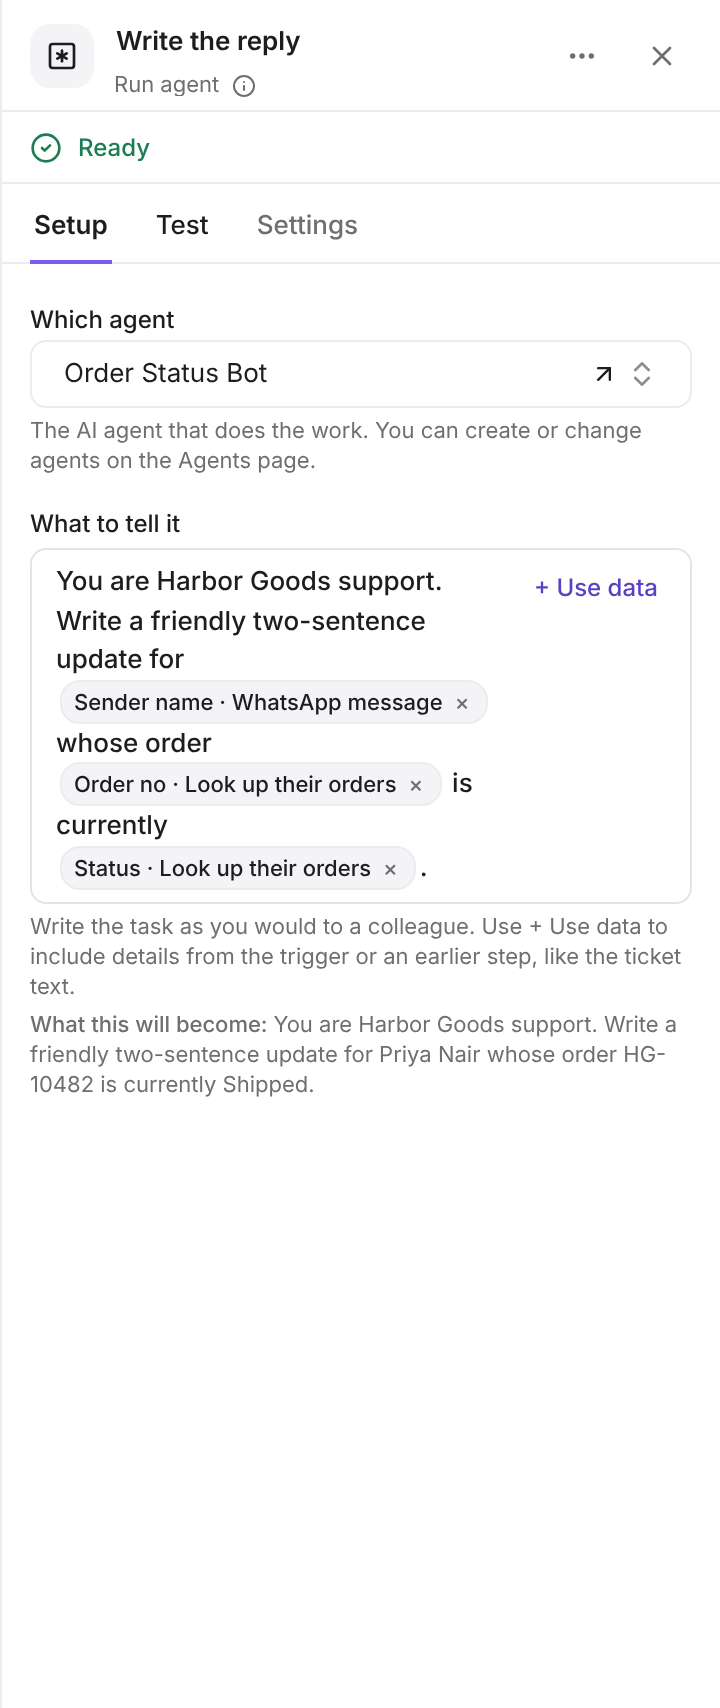 Write the reply
Run agent
Ready
Setup Test Settings
Which agent
Order Status Bot
The AI agent that does the work. You can create or change
agents on the Agents page.
What to tell it
You are Harbor Goods support.
+ Use data
Write a friendly two-sentence
update for
Sender name · WhatsApp message ×
whose order
Order no · Look up their orders × is
currently
Status · Look up their orders × .
Write the task as you would to a colleague. Use + Use data to
include details from the trigger or an earlier step, like the ticket
text.
What this will become: You are Harbor Goods support. Write a
friendly two-sentence update for Priya Nair whose order HG-
10482 is currently Shipped.